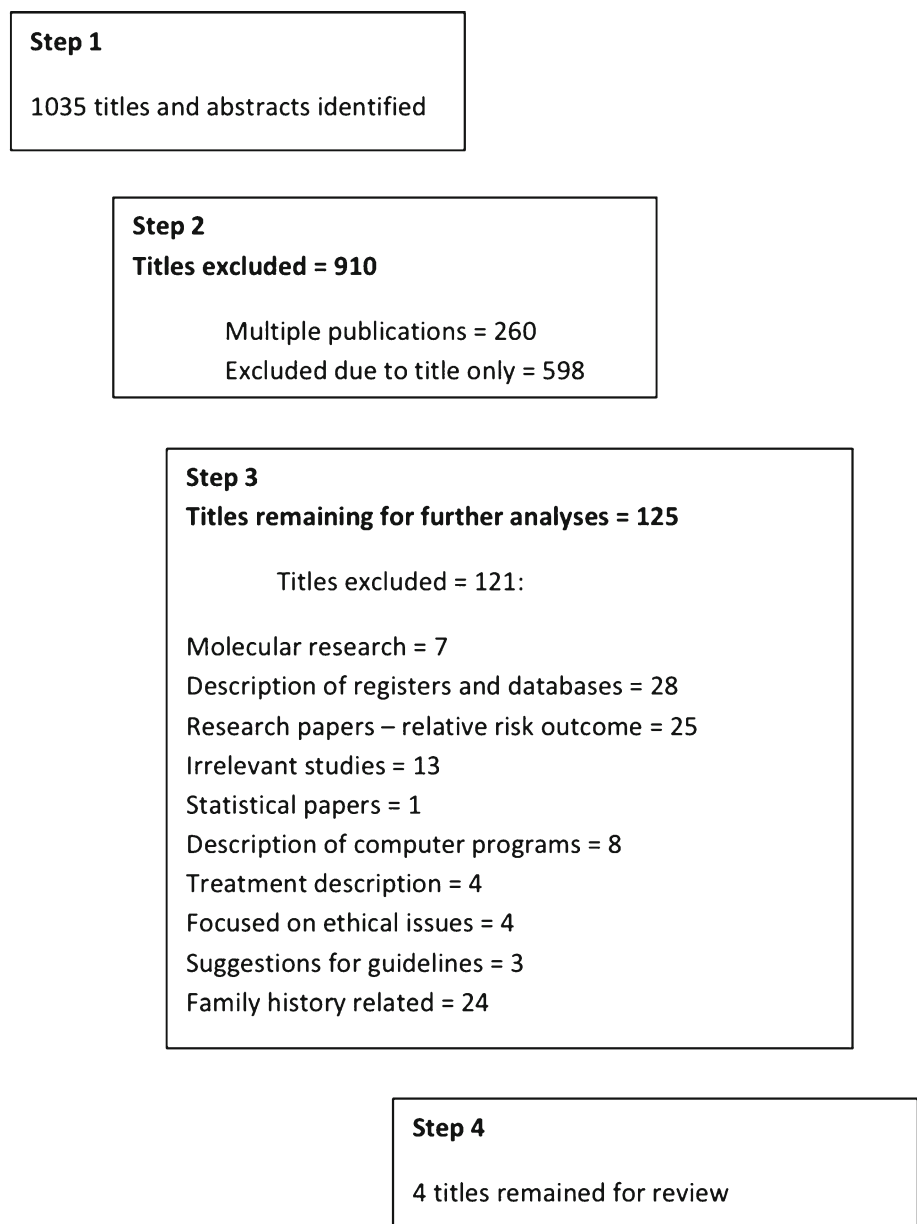 Step 1
1035 titles and abstracts identified
Step 2
Titles excluded = 910
Multiple publications = 260
Excluded due to title only = 598
Step 3
Titles remaining for further analyses = 125
Titles excluded = 121:
Molecular research = 7
Description of registers and databases = 28
Research papers – relative risk outcome = 25
Irrelevant studies = 13
Statistical papers = 1
Description of computer programs = 8
Treatment description = 4
Focused on ethical issues = 4
Suggestions for guidelines = 3
Family history related = 24
Step 4
4 titles remained for review